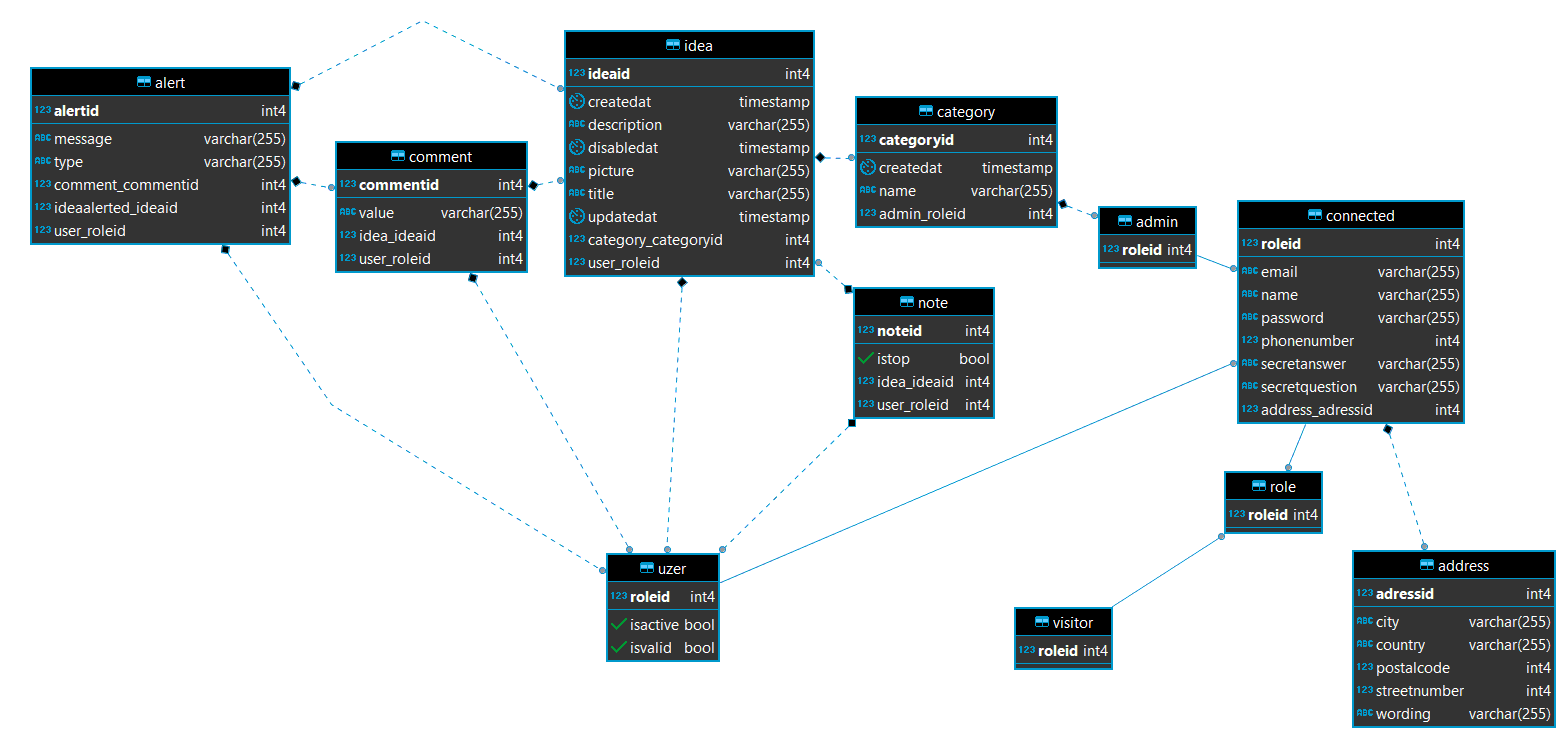 alert
123 alertid int4
ABC message varchar(255)
ABC type varchar(255)
123 comment_commentid int4
123 ideaalerted_ideaid int4
123 user_roleid int4
comment
123 commentid int4
ABC value varchar(255)
123 idea_ideaid int4
123 user_roleid int4
idea
123 ideaid int4
createdat timestamp
ABC description varchar(255)
disabledat timestamp
ABC picture varchar(255)
ABC title varchar(255)
updatedat timestamp
123 category_categoryid int4
123 user_roleid int4
category
123 categoryid int4
createdat timestamp
ABC name varchar(255)
123 admin_roleid int4
admin
123 roleid int4
connected
123 roleid int4
ABC email varchar(255)
ABC name varchar(255)
ABC password varchar(255)
123 phonenumber int4
ABC secretanswer varchar(255)
ABC secretquestion varchar(255)
123 address_adressid int4
note
123 noteid int4
istop bool
123 idea_ideaid int4
123 user_roleid int4
role
123 roleid int4
uzer
123 roleid int4
isactive bool
isvalid bool
visitor
123 roleid int4
address
123 adressid int4
ABC city varchar(255)
ABC country varchar(255)
123 postalcode int4
123 streetnumber int4
ABC wording varchar(255)